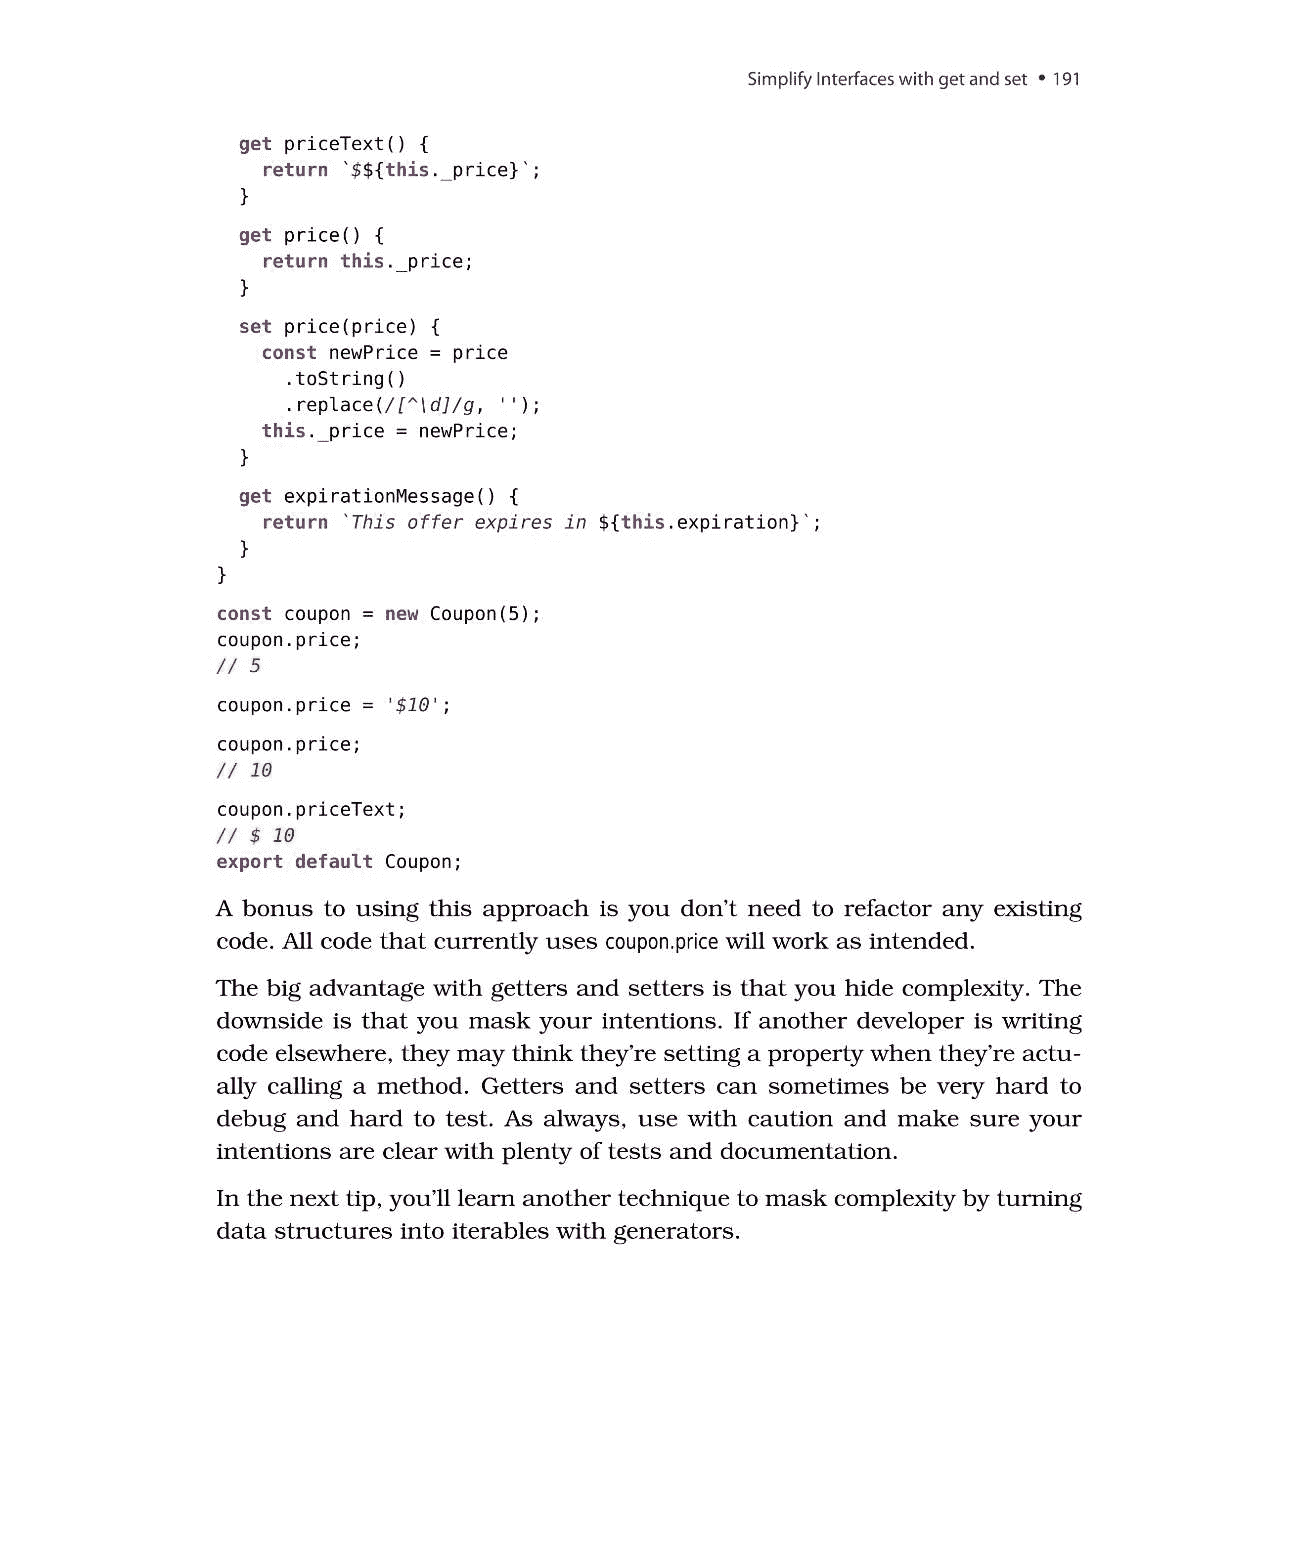 Simplify Interfaces with get and set • 191
get priceText() {
return `$${this._price}`;
}
get price() {
return this._price;
}
set price(price) {
const newPrice = price
.toString()
.replace(/[^\d]/g, '');
this._price = newPrice;
}
get expirationMessage() {
return `This offer expires in ${this.expiration}`;
}
}
const coupon = new Coupon(5);
coupon.price;
// 5
coupon.price = '$10';
coupon.price;
// 10
coupon.priceText;
// $ 10
export default Coupon;
A bonus to using this approach is you don’t need to refactor any existing
code. All code that currently uses coupon.price will work as intended.
The big advantage with getters and setters is that you hide complexity. The
downside is that you mask your intentions. If another developer is writing
code elsewhere, they may think they’re setting a property when they’re actu-
ally calling a method. Getters and setters can sometimes be very hard to
debug and hard to test. As always, use with caution and make sure your
intentions are clear with plenty of tests and documentation.
In the next tip, you’ll learn another technique to mask complexity by turning
data structures into iterables with generators.